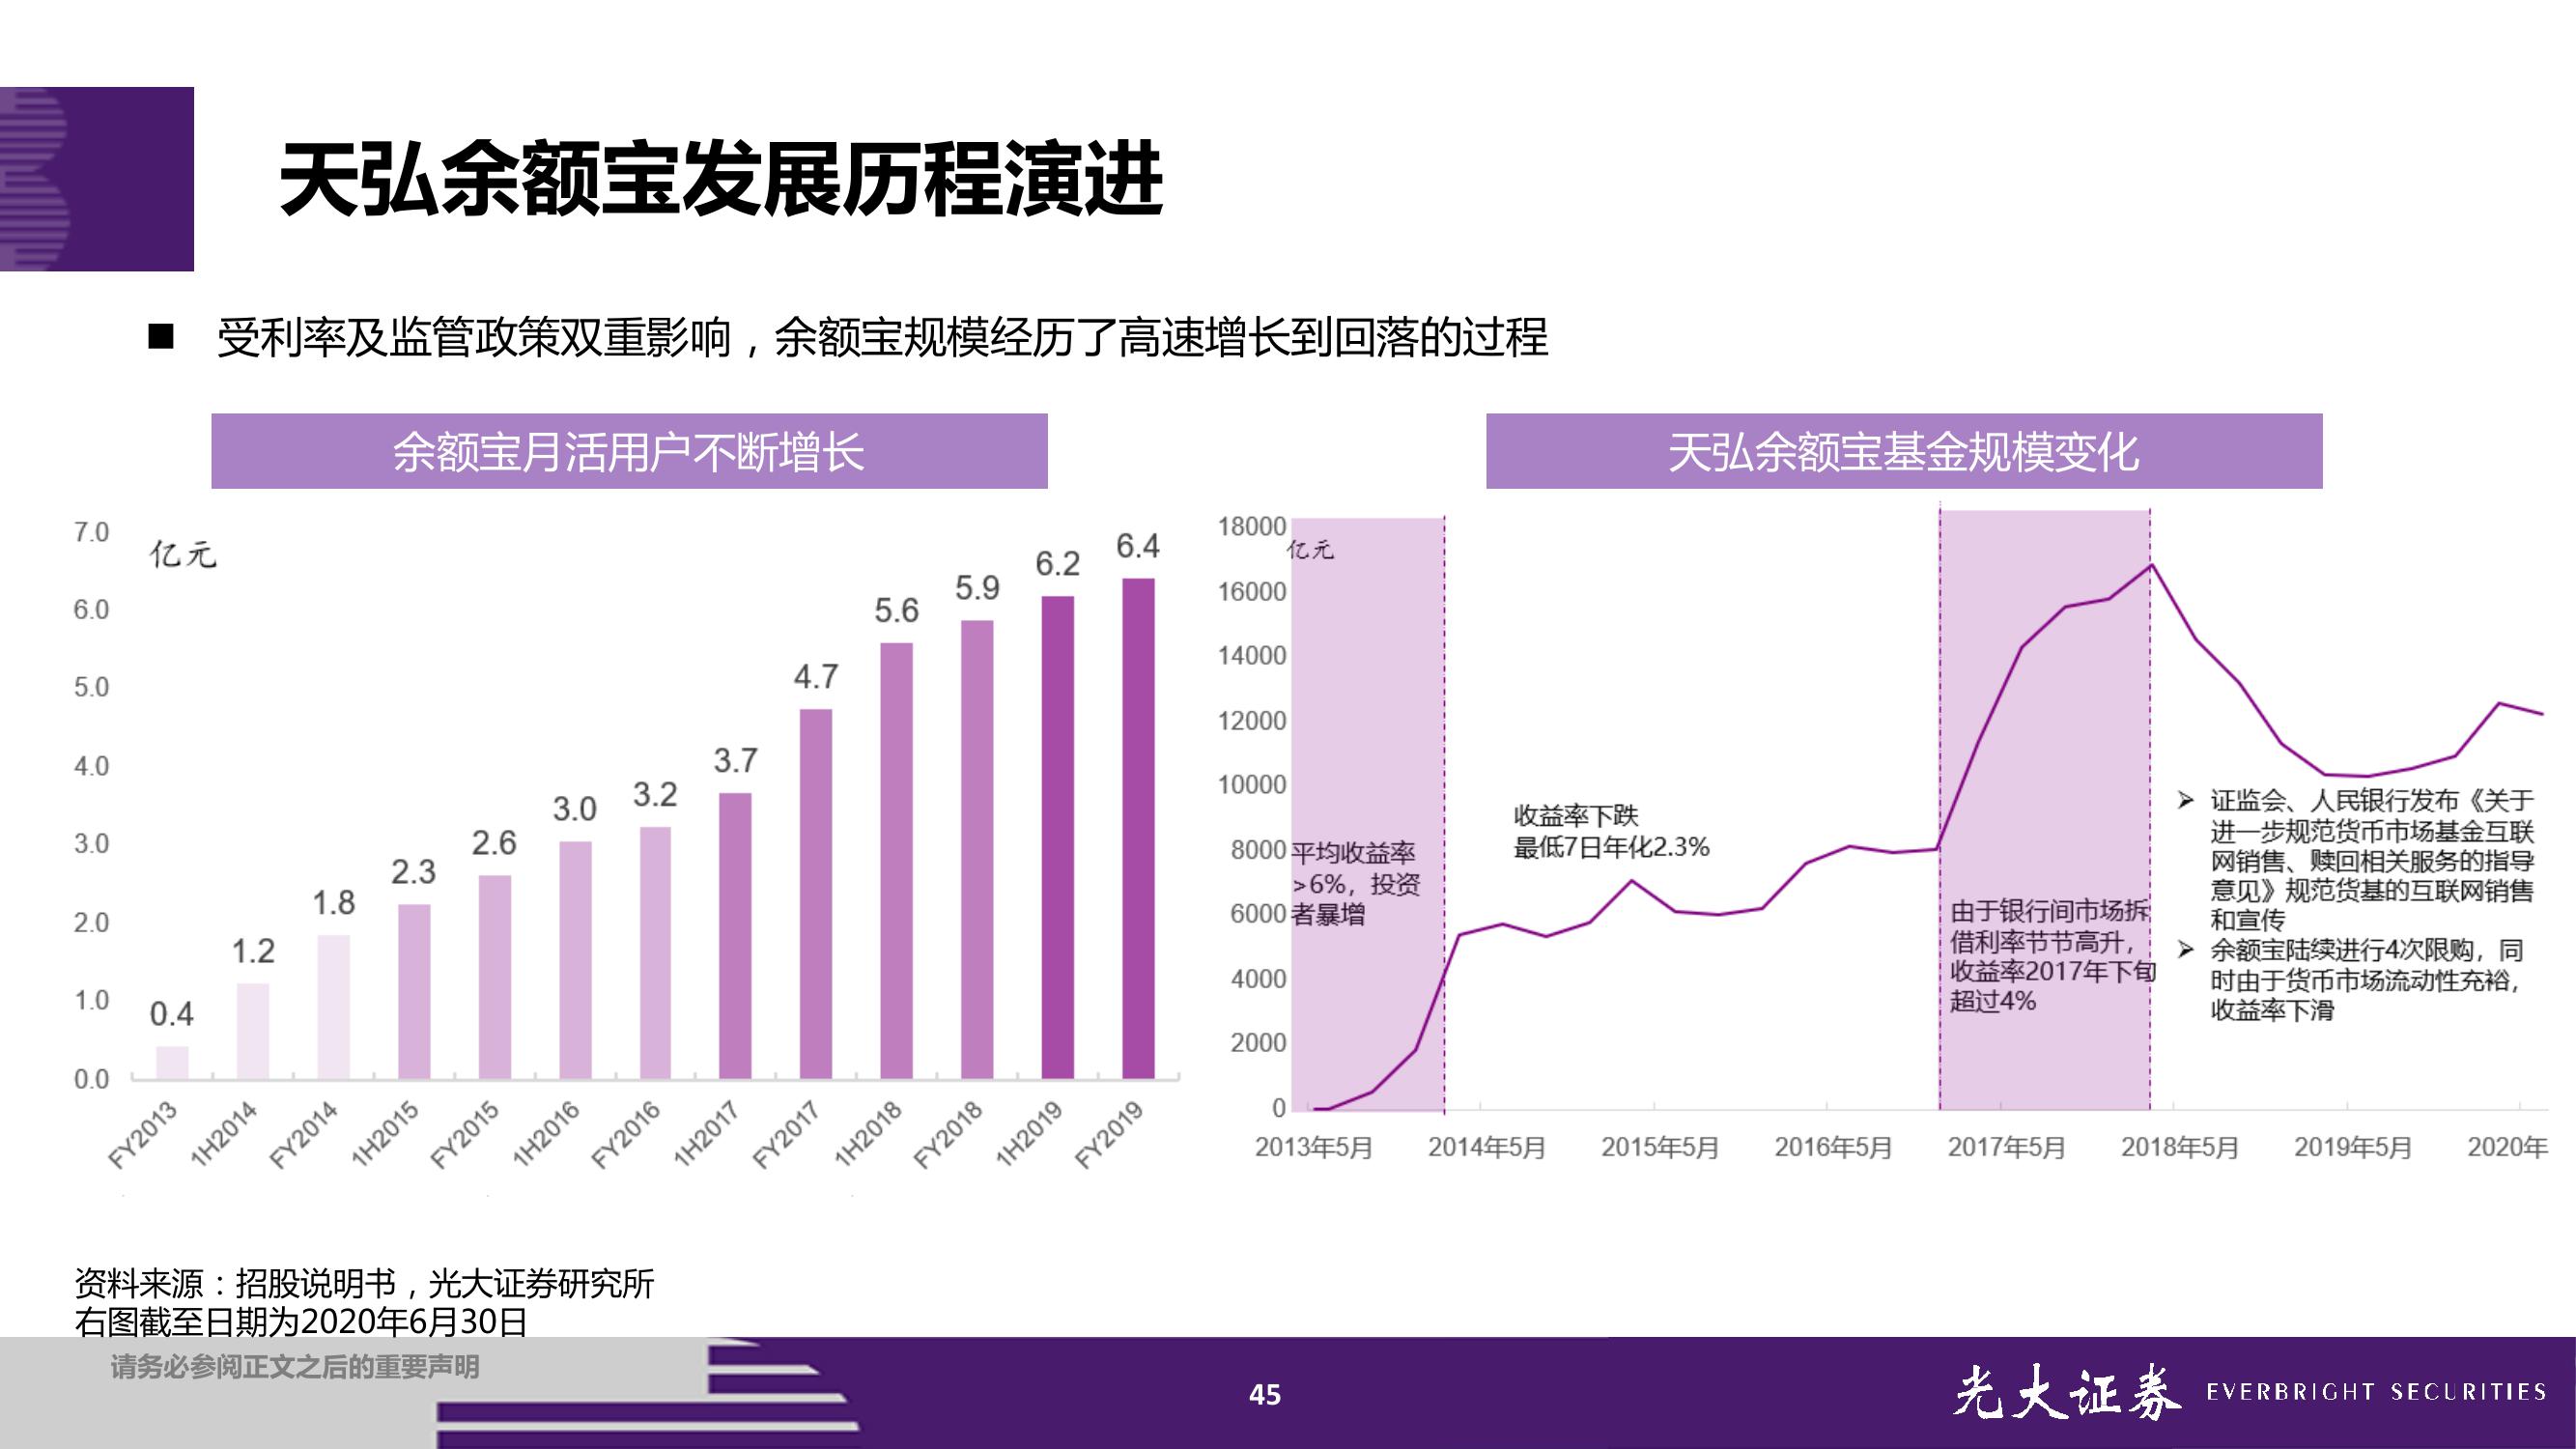 天弘余额宝发展历程演进
■ 受利率及监管政策双重影响，余额宝规模经历了高速增长到回落的过程
余额宝月活用户不断增长
亿元
7.0
6.0
5.0
4.0
3.0
2.0
1.0
0.0
0.4
1.2
1.8
2.3
2.6
3.0
3.2
3.7
4.7
5.6
5.9
6.2
6.4
FY2013
1H2014
FY2014
1H2015
FY2015
1H2016
FY2016
1H2017
FY2017
1H2018
FY2018
1H2019
FY2019
天弘余额宝基金规模变化
亿元
18000
16000
14000
12000
10000
8000
6000
4000
2000
0
平均收益率
>6%，投资
者暴增
收益率下跌
最低7日年化2.3%
由于银行间市场拆
借利率节节高升，
收益率2017年下旬
超过4%
➢ 证监会、人民银行发布《关于
进一步规范货币市场基金互联
网销售、赎回相关服务的指导
意见》规范货基的互联网销售
和宣传
➢ 余额宝陆续进行4次限购，同
时由于货币市场流动性充裕，
收益率下滑
2013年5月
2014年5月
2015年5月
2016年5月
2017年5月
2018年5月
2019年5月
2020年
资料来源：招股说明书，光大证券研究所
右图截至日期为2020年6月30日
请务必参阅正文之后的重要声明
45
光大证券 EVERBRIGHT SECURITIES